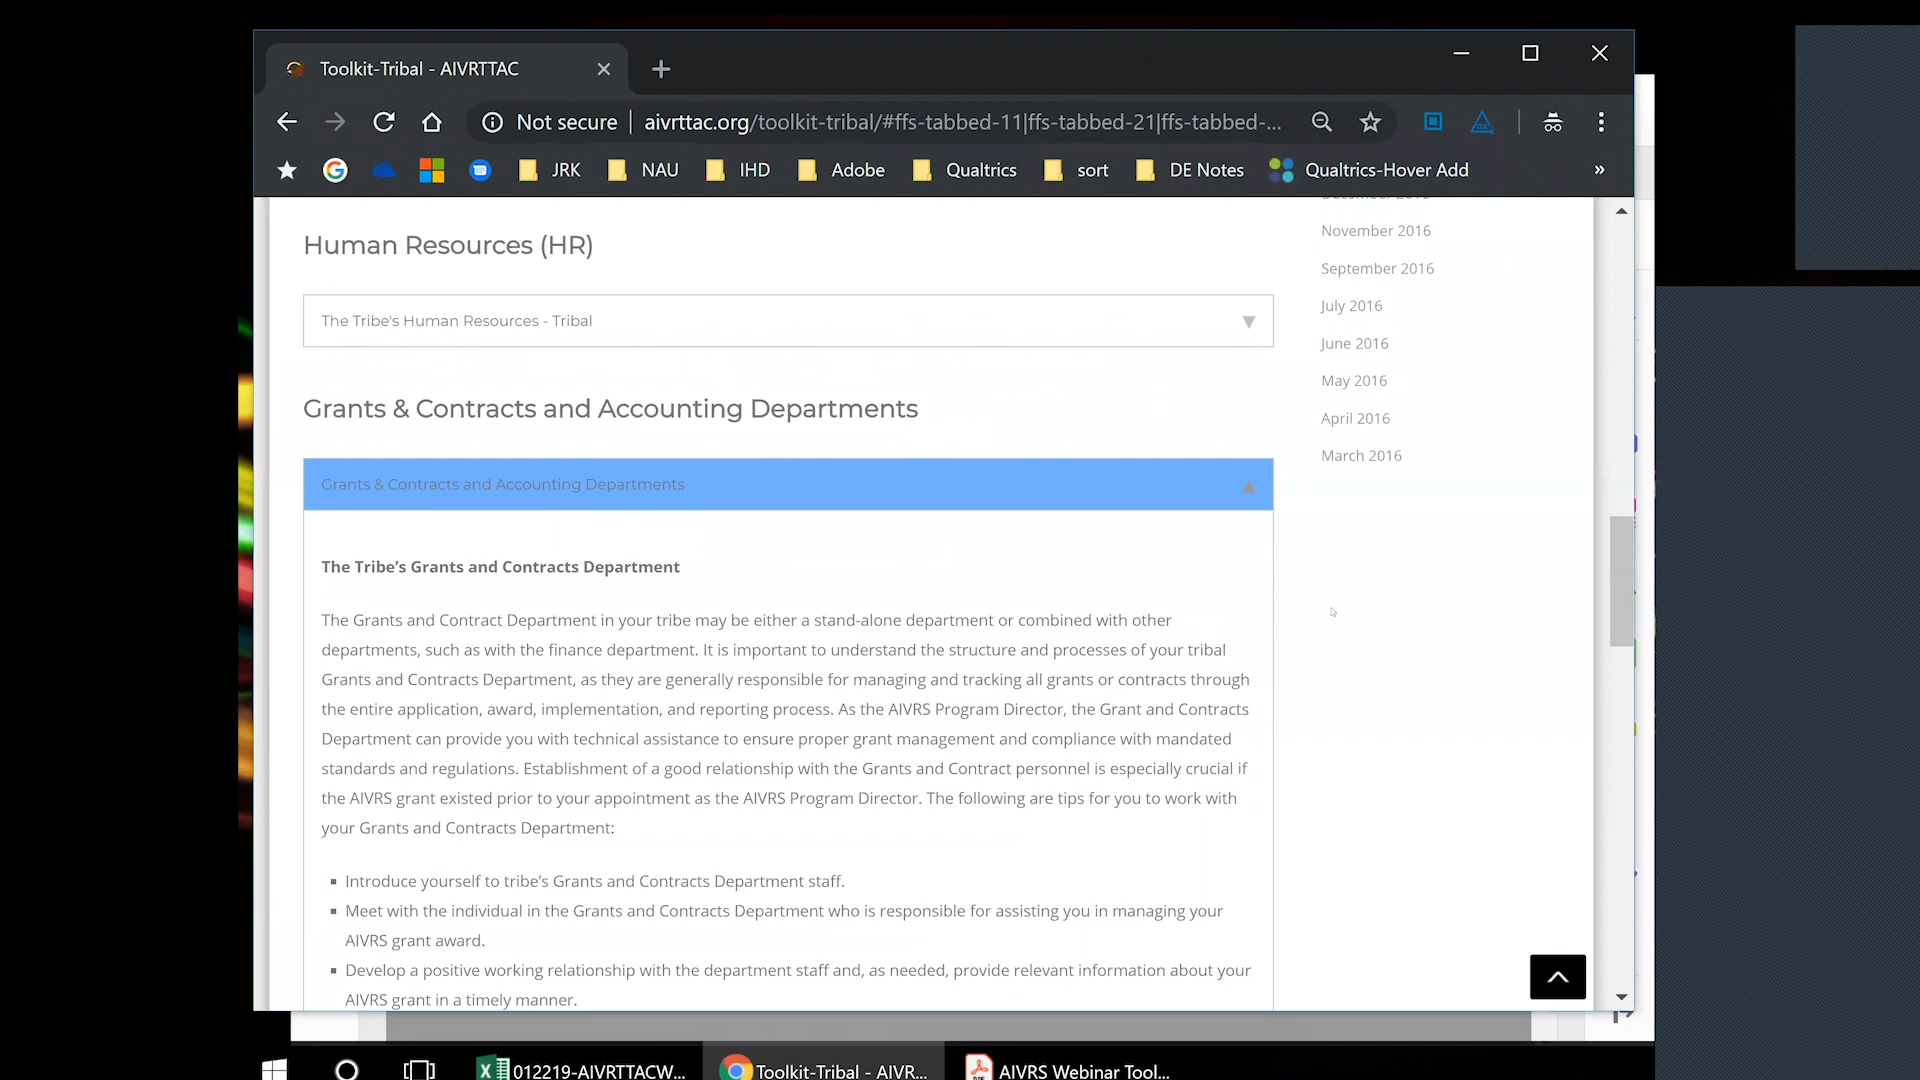 Toolkit-Tribal - AIVRTTAC
Not secure | aivrttac.org/toolkit-tribal/#ffs-tabbed-11|ffs-tabbed-21|ffs-tabbed-...
JRK NAU IHD Adobe Qualtrics sort DE Notes Qualtrics-Hover Add »
Human Resources (HR)
The Tribe's Human Resources - Tribal
Grants & Contracts and Accounting Departments
Grants & Contracts and Accounting Departments
The Tribe’s Grants and Contracts Department
The Grants and Contract Department in your tribe may be either a stand-alone department or combined with other
departments, such as with the finance department. It is important to understand the structure and processes of your tribal
Grants and Contracts Department, as they are generally responsible for managing and tracking all grants or contracts through
the entire application, award, implementation, and reporting process. As the AIVRS Program Director, the Grant and Contracts
Department can provide you with technical assistance to ensure proper grant management and compliance with mandated
standards and regulations. Establishment of a good relationship with the Grants and Contract personnel is especially crucial if
the AIVRS grant existed prior to your appointment as the AIVRS Program Director. The following are tips for you to work with
your Grants and Contracts Department:
▪ Introduce yourself to tribe’s Grants and Contracts Department staff.
▪ Meet with the individual in the Grants and Contracts Department who is responsible for assisting you in managing your
AIVRS grant award.
▪ Develop a positive working relationship with the department staff and, as needed, provide relevant information about your
AIVRS grant in a timely manner.
November 2016
September 2016
July 2016
June 2016
May 2016
April 2016
March 2016
012219-AIVRTTACW...
Toolkit-Tribal - AIVR...
AIVRS Webinar Tool...